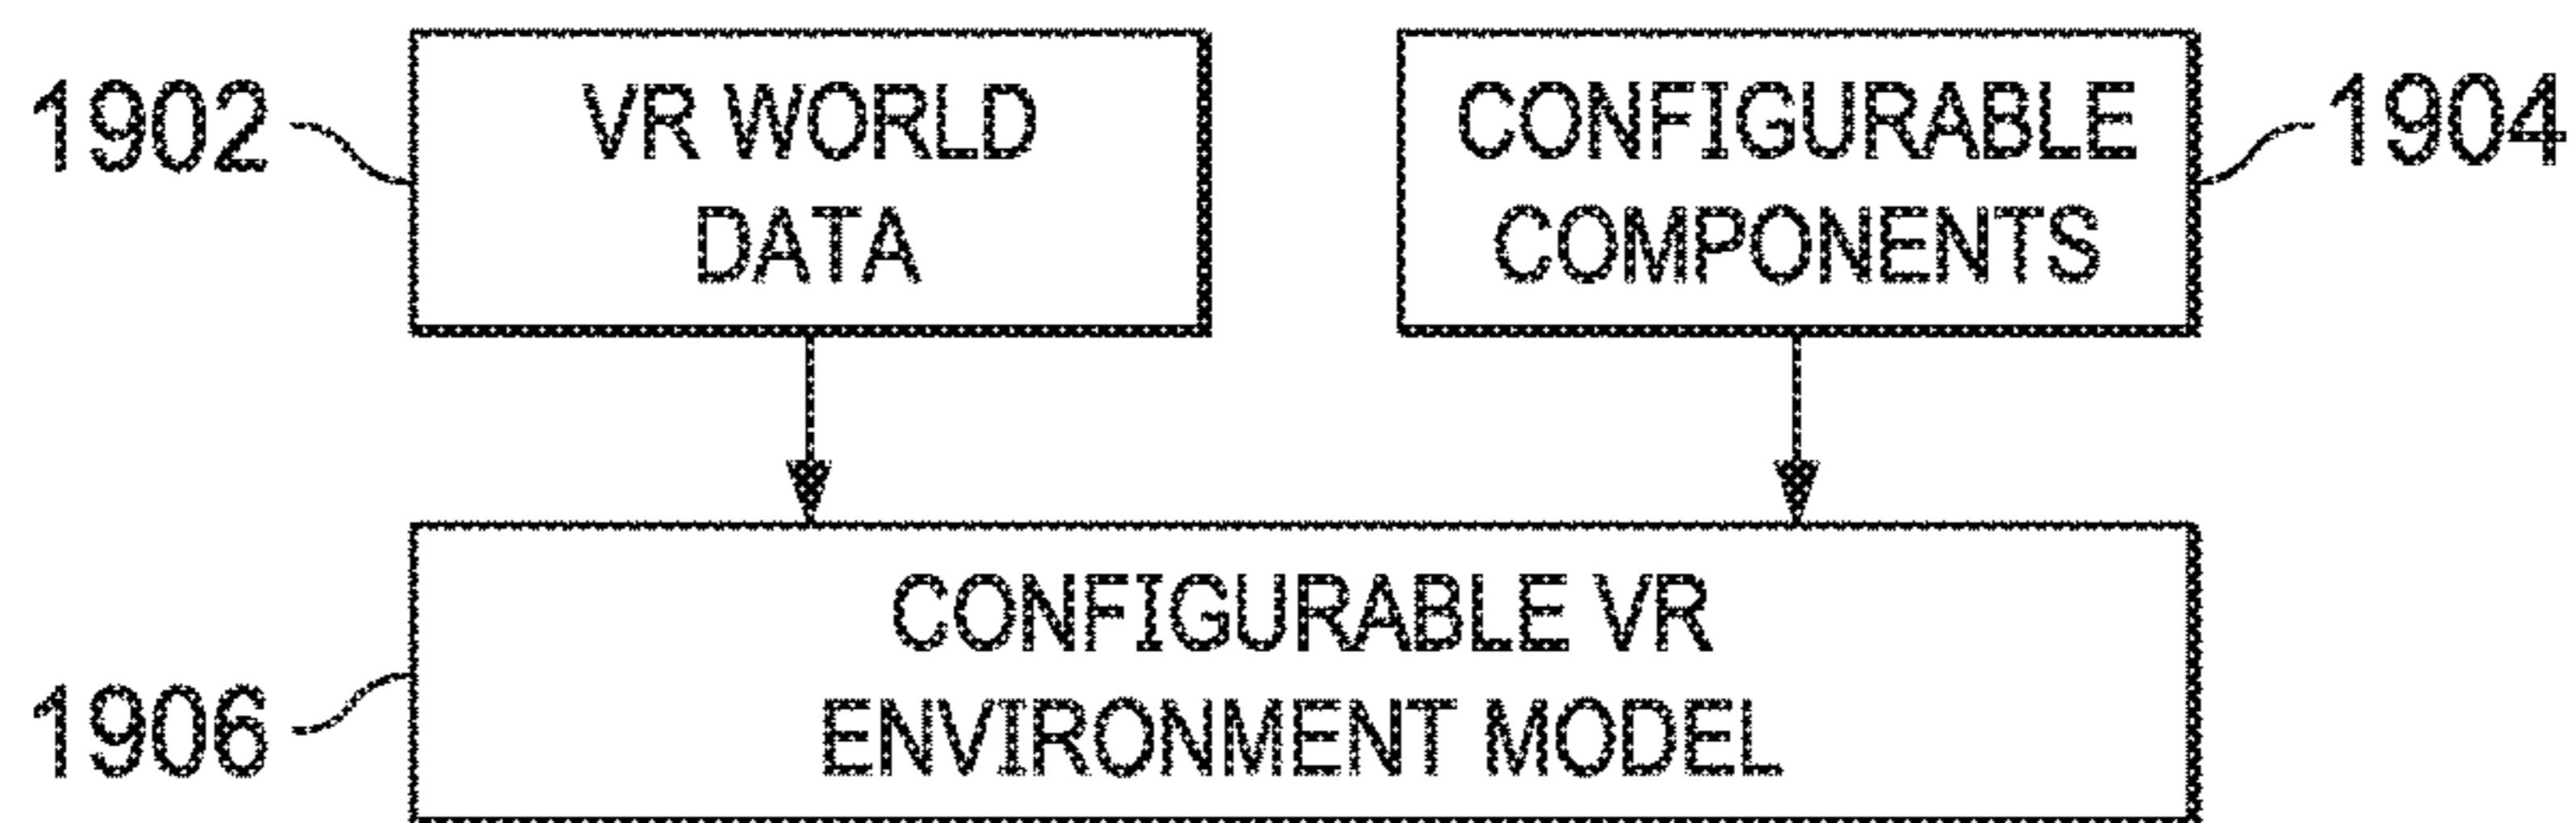 1902
VR WORLD
DATA
CONFIGURABLE
COMPONENTS
1904
1906
CONFIGURABLE VR
ENVIRONMENT MODEL